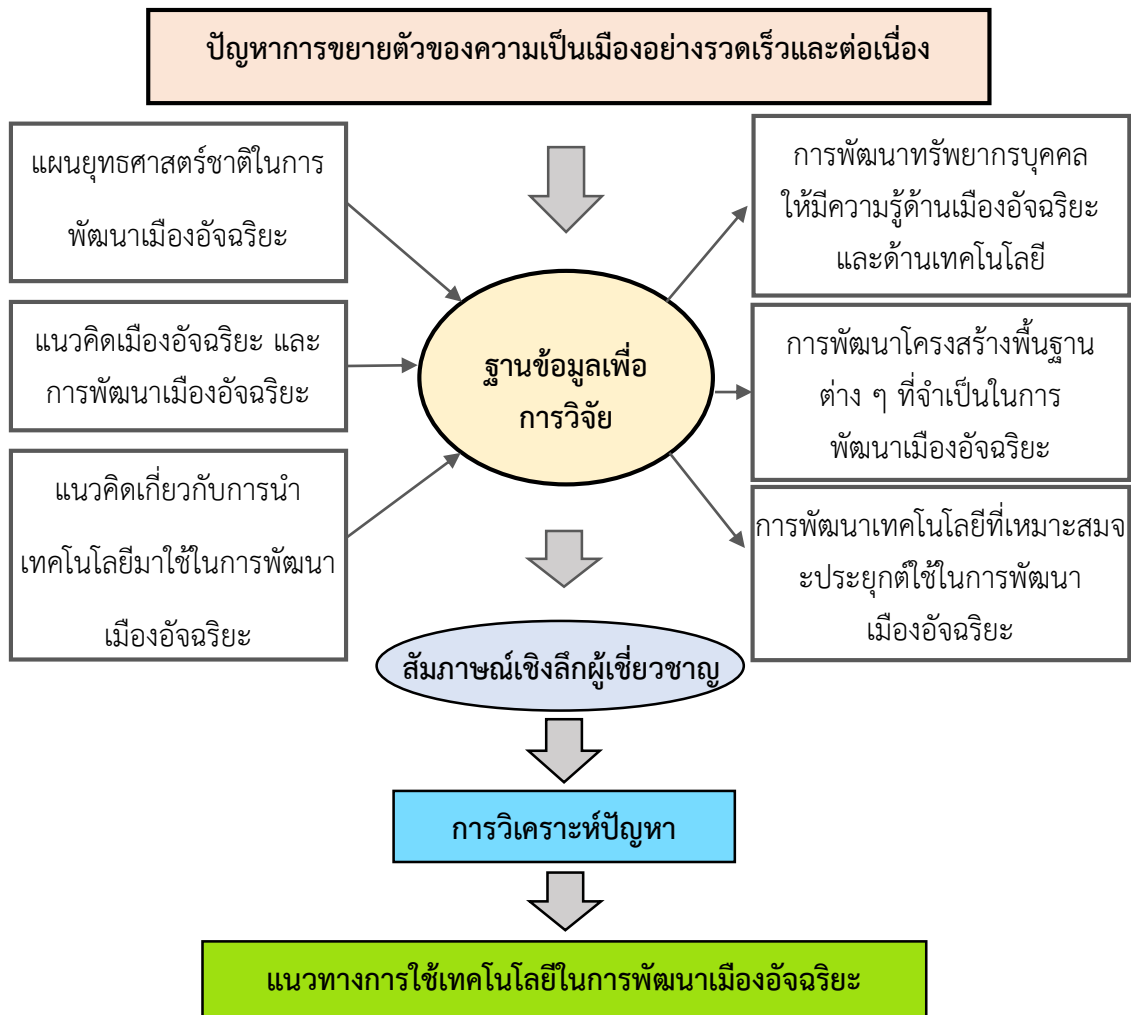 ปัญหาการขยายตัวของความเป็นเมืองอย่างรวดเร็วและต่อเนื่อง
แผนยุทธศาสตร์ชาติในการ
พัฒนาเมืองอัจฉริยะ
แนวคิดเมืองอัจฉริยะ และ
การพัฒนาเมืองอัจฉริยะ
แนวคิดเกี่ยวกับการนำ
เทคโนโลยีมาใช้ในการพัฒนา
เมืองอัจฉริยะ
ฐานข้อมูลเพื่อ
การวิจัย
การพัฒนาทรัพยากรบุคคล
ให้มีความรู้ด้านเมืองอัจฉริยะ
และด้านเทคโนโลยี
การพัฒนาโครงสร้างพื้นฐาน
ต่าง ๆ ที่จำเป็นในการ
พัฒนาเมืองอัจฉริยะ
การพัฒนาเทคโนโลยีที่เหมาะสมจ
ะประยุกต์ใช้ในการพัฒนา
เมืองอัจฉริยะ
สัมภาษณ์เชิงลึกผู้เชี่ยวชาญ
การวิเคราะห์ปัญหา
แนวทางการใช้เทคโนโลยีในการพัฒนาเมืองอัจฉริยะ